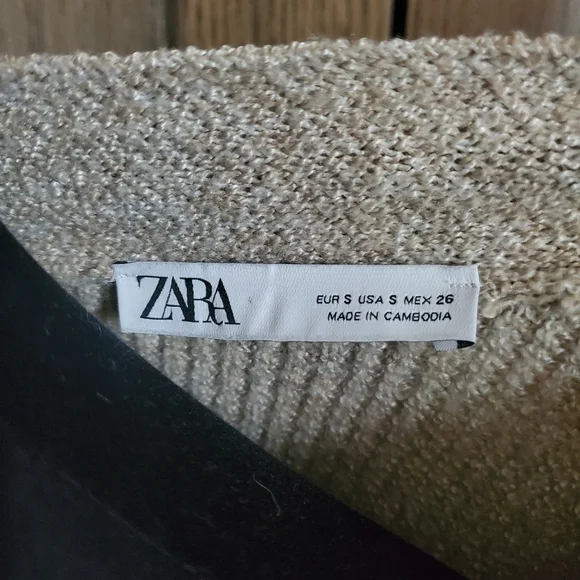 ZARA
EUR S USA S MEX 26
MADE IN CAMBODIA